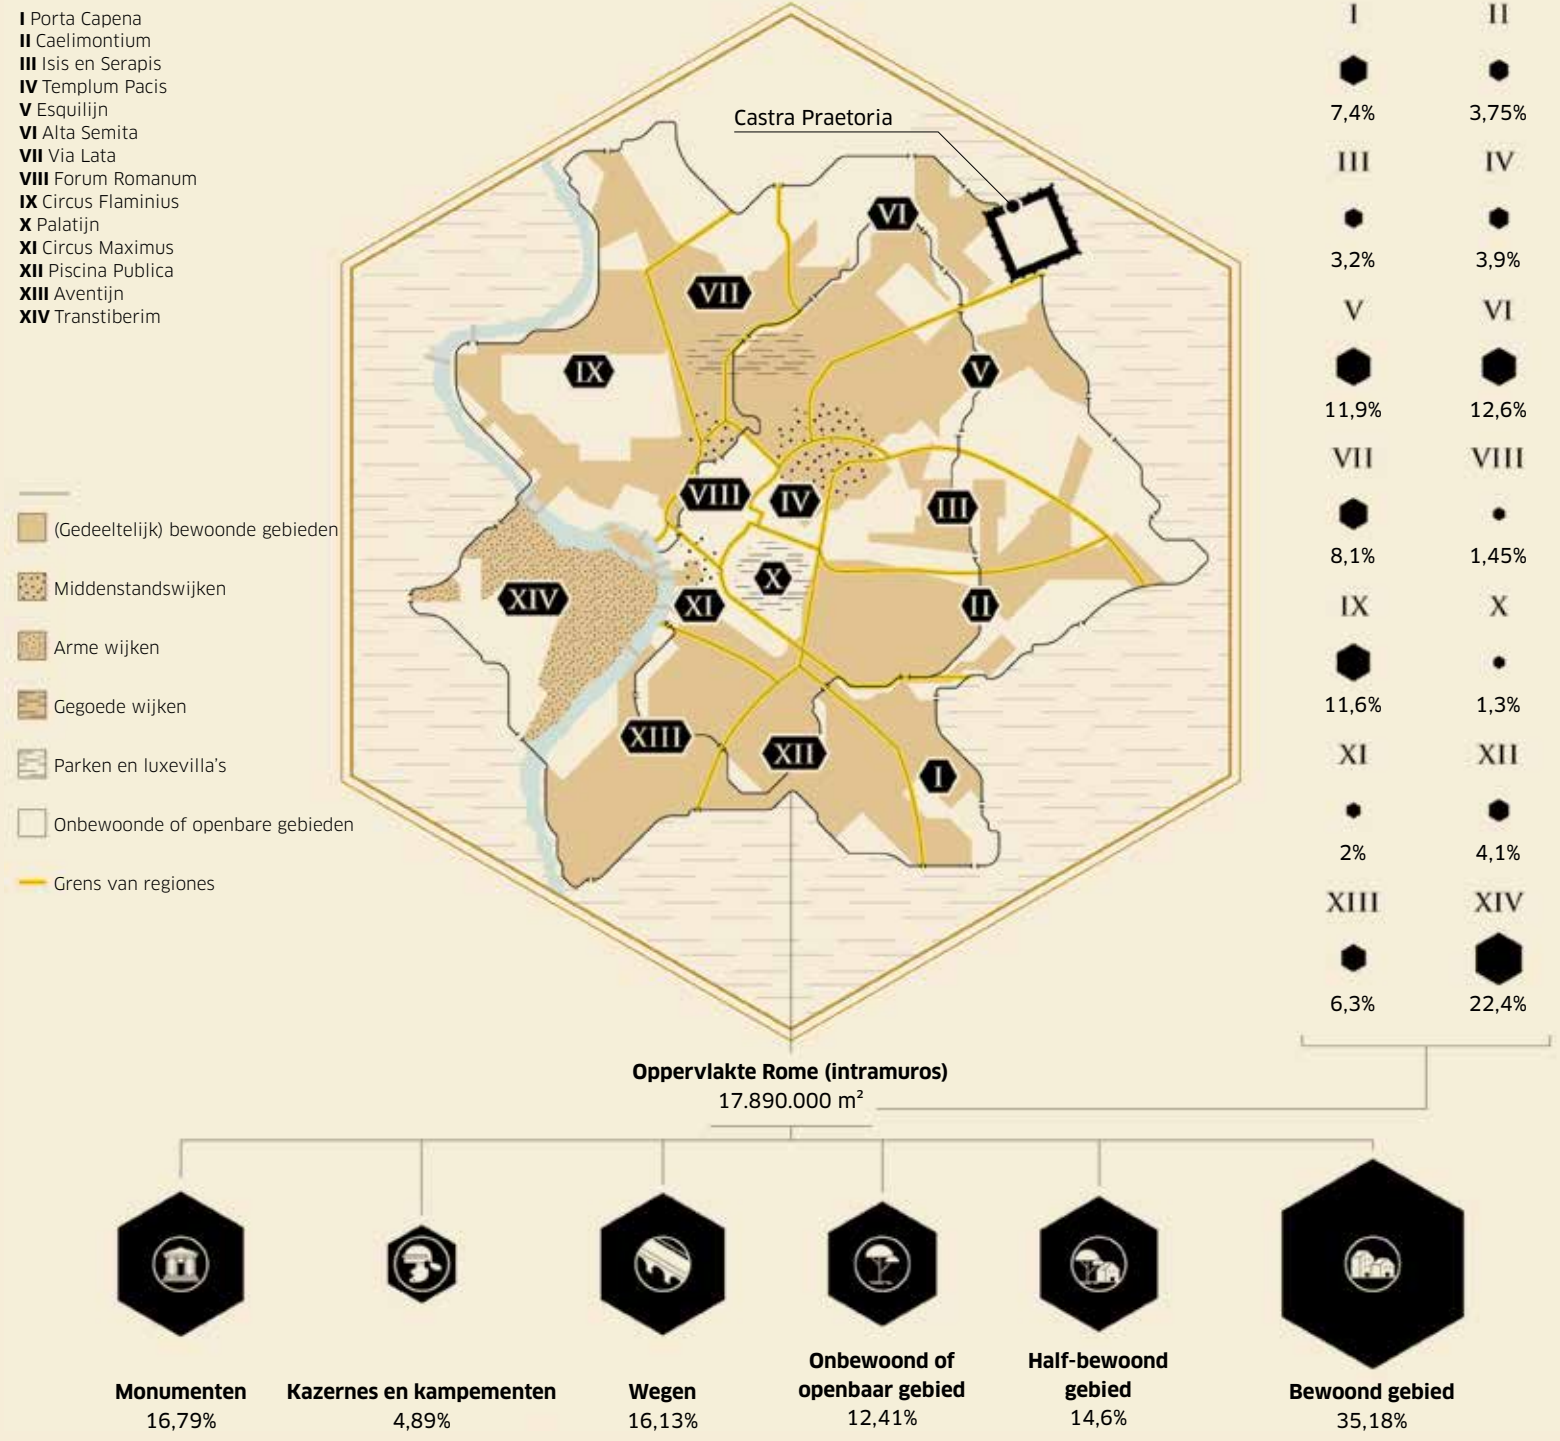 I Porta Capena
II Caelimontium
III Isis en Serapis
IV Templum Pacis
V Esquilijn
VI Alta Semita
VII Via Lata
VIII Forum Romanum
IX Circus Flaminius
X Palatijn
XI Circus Maximus
XII Piscina Publica
XIII Aventijn
XIV Transtiberim
(Gedeeltelijk) bewoonde gebieden
Middenstandswijken
Arme wijken
Gegoede wijken
Parken en luxevilla's
Onbewoonde of openbare gebieden
Grens van regiones
Castra Praetoria
VI
VII
IX
V
VIII
IV
III
X
XIV
XI
II
XIII
XII
I
I II
7,4% 3,75%
III IV
3,2% 3,9%
V VI
11,9% 12,6%
VII VIII
8,1% 1,45%
IX X
11,6% 1,3%
XI XII
2% 4,1%
XIII XIV
6,3% 22,4%
Oppervlakte Rome (intramuros)
17.890.000 m²
Monumenten
16,79%
Kazernes en kampementen
4,89%
Wegen
16,13%
Onbewoond of
openbaar gebied
12,41%
Half-bewoond
gebied
14,6%
Bewoond gebied
35,18%